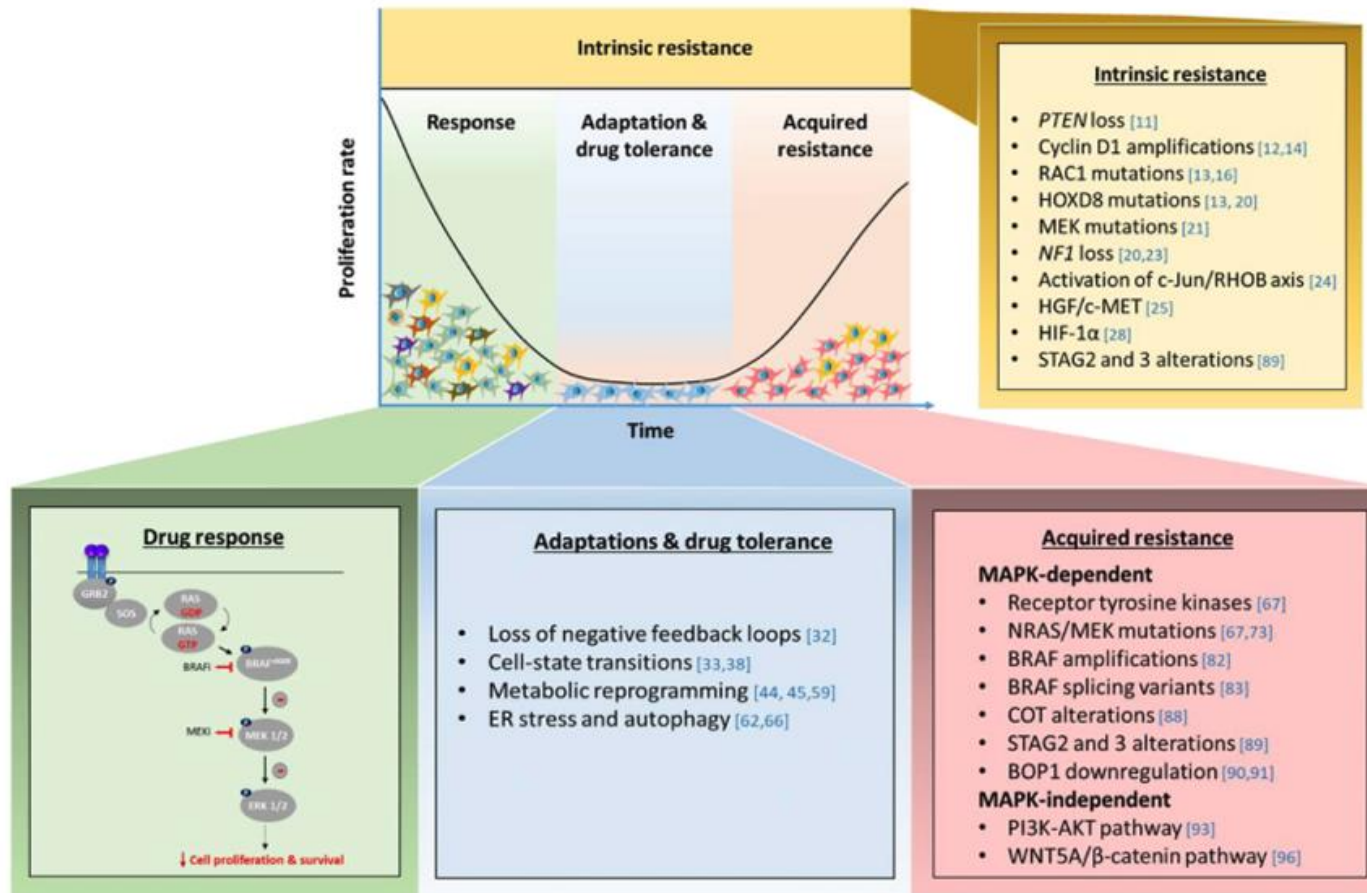 Intrinsic resistance
Response
Adaptation &
drug tolerance
Acquired
resistance
Proliferation rate
Time
Intrinsic resistance
• PTEN loss [11]
• Cyclin D1 amplifications [12,14]
• RAC1 mutations [13,16]
• HOXD8 mutations [13, 20]
• MEK mutations [21]
• NF1 loss [20,23]
• Activation of c-Jun/RHOB axis [24]
• HGF/c-MET [25]
• HIF-1α [28]
• STAG2 and 3 alterations [89]
Drug response
GRB2
P
SOS
RAS
GDP
RAS
GTP
P
BRAFi
MEKi
P
MEK 1/2
P
ERK 1/2
↓ Cell proliferation & survival
Adaptations & drug tolerance
• Loss of negative feedback loops [32]
• Cell-state transitions [33,38]
• Metabolic reprogramming [44, 45,59]
• ER stress and autophagy [62,66]
Acquired resistance
MAPK-dependent
• Receptor tyrosine kinases [67]
• NRAS/MEK mutations [67,73]
• BRAF amplifications [82]
• BRAF splicing variants [83]
• COT alterations [88]
• STAG2 and 3 alterations [89]
• BOP1 downregulation [90,91]
MAPK-independent
• PI3K-AKT pathway [93]
• WNT5A/β-catenin pathway [96]